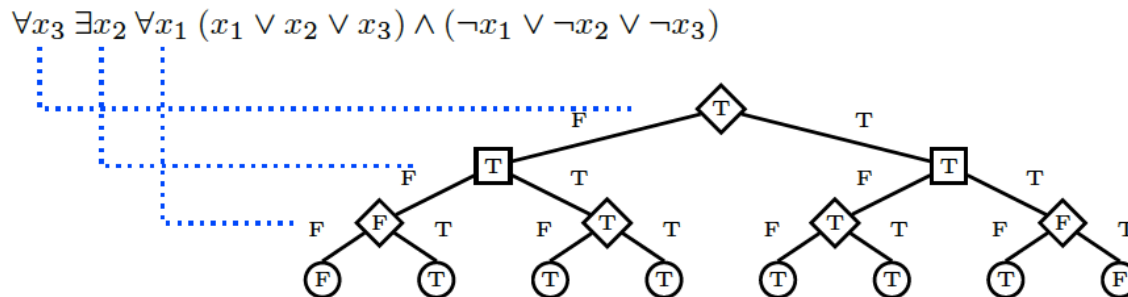 ∀x₃ ∃x₂ ∀x₁ (x₁ ∨ x₂ ∨ x₃) ∧ (¬x₁ ∨ ¬x₂ ∨ ¬x₃)
T
F T
T T
F T F T
F T T F
F T F T F T F T
F T T T T T T F